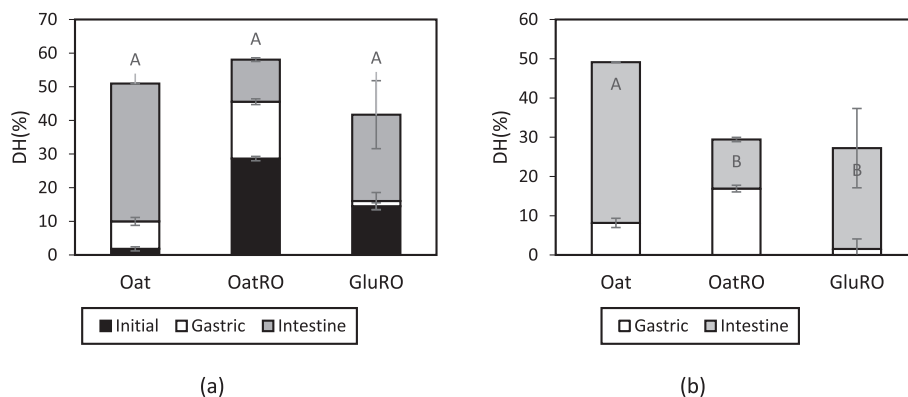 70
60
50
40
30
20
10
0
DH(%)
A
A
A
Oat
OatRO
GluRO
Initial
Gastric
Intestine
(a)
60
50
40
30
20
10
0
DH(%)
A
B
B
Oat
OatRO
GluRO
Gastric
Intestine
(b)